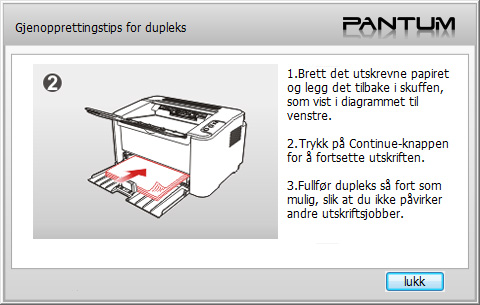 Gjenopprettingstips for dupleks
PANTUM
2
1.Brett det utskrevne papiret
og legg det tilbake i skuffen,
som vist i diagrammet til
venstre.
2.Trykk på Continue-knappen
for å fortsette utskriften.
3.Fullfør dupleks så fort som
mulig, slik at du ikke påvirker
andre utskriftsjobber.
lukk